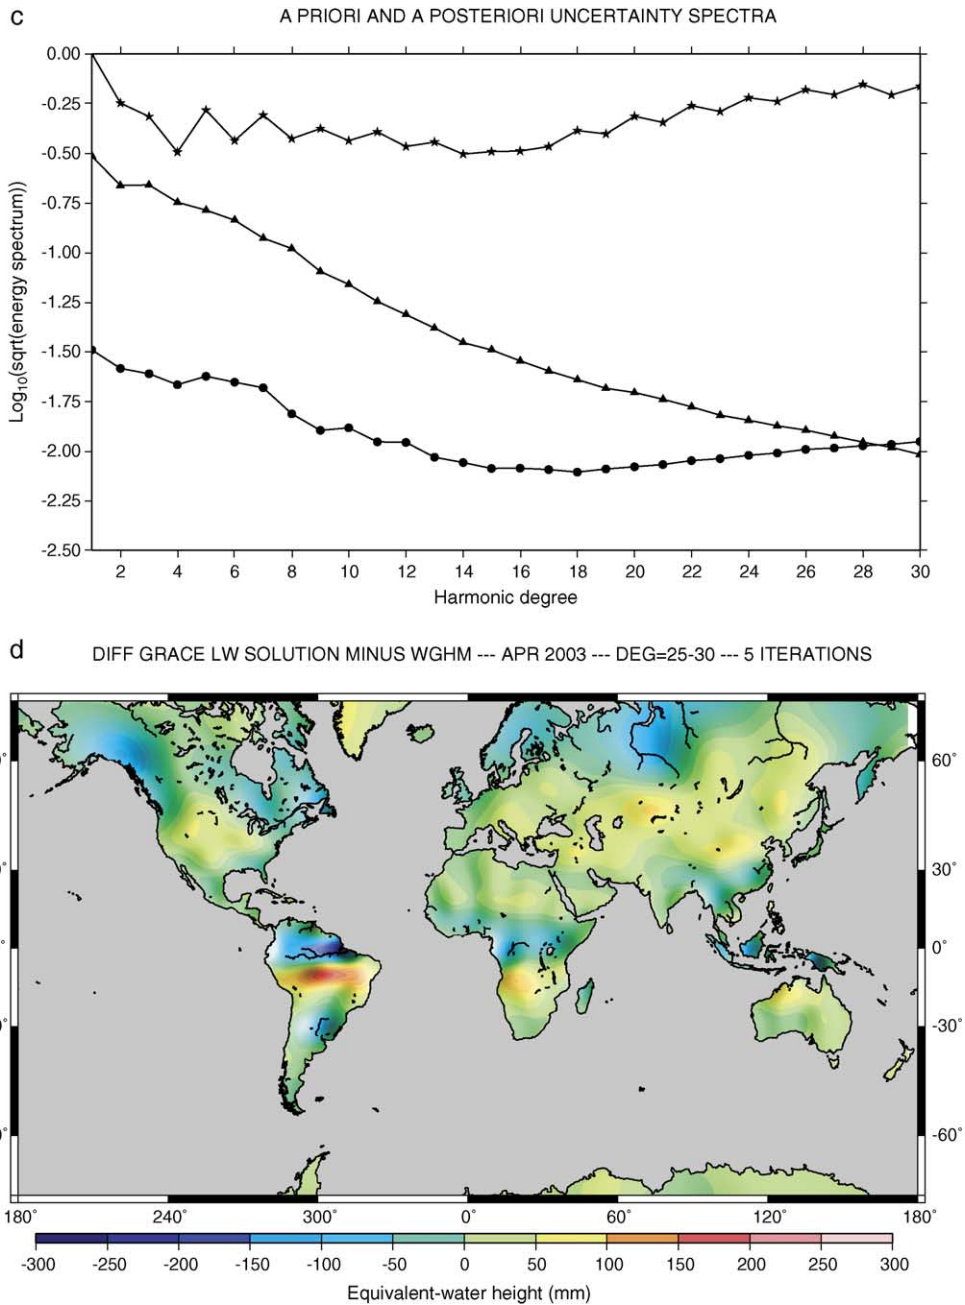 c
A PRIORI AND A POSTERIORI UNCERTAINTY SPECTRA
0.00
-0.25
-0.50
-0.75
-1.00
-1.25
-1.50
-1.75
-2.00
-2.25
-2.50
Log10(sqrt(energy spectrum))
2 4 6 8 10 12 14 16 18 20 22 24 26 28 30
Harmonic degree
d
DIFF GRACE LW SOLUTION MINUS WGHM --- APR 2003 --- DEG=25-30 --- 5 ITERATIONS
60˚
30˚
0˚
-30˚
-60˚
180˚ 240˚ 300˚ 0˚ 60˚ 120˚ 180˚
-300 -250 -200 -150 -100 -50 0 50 100 150 200 250 300
Equivalent-water height (mm)